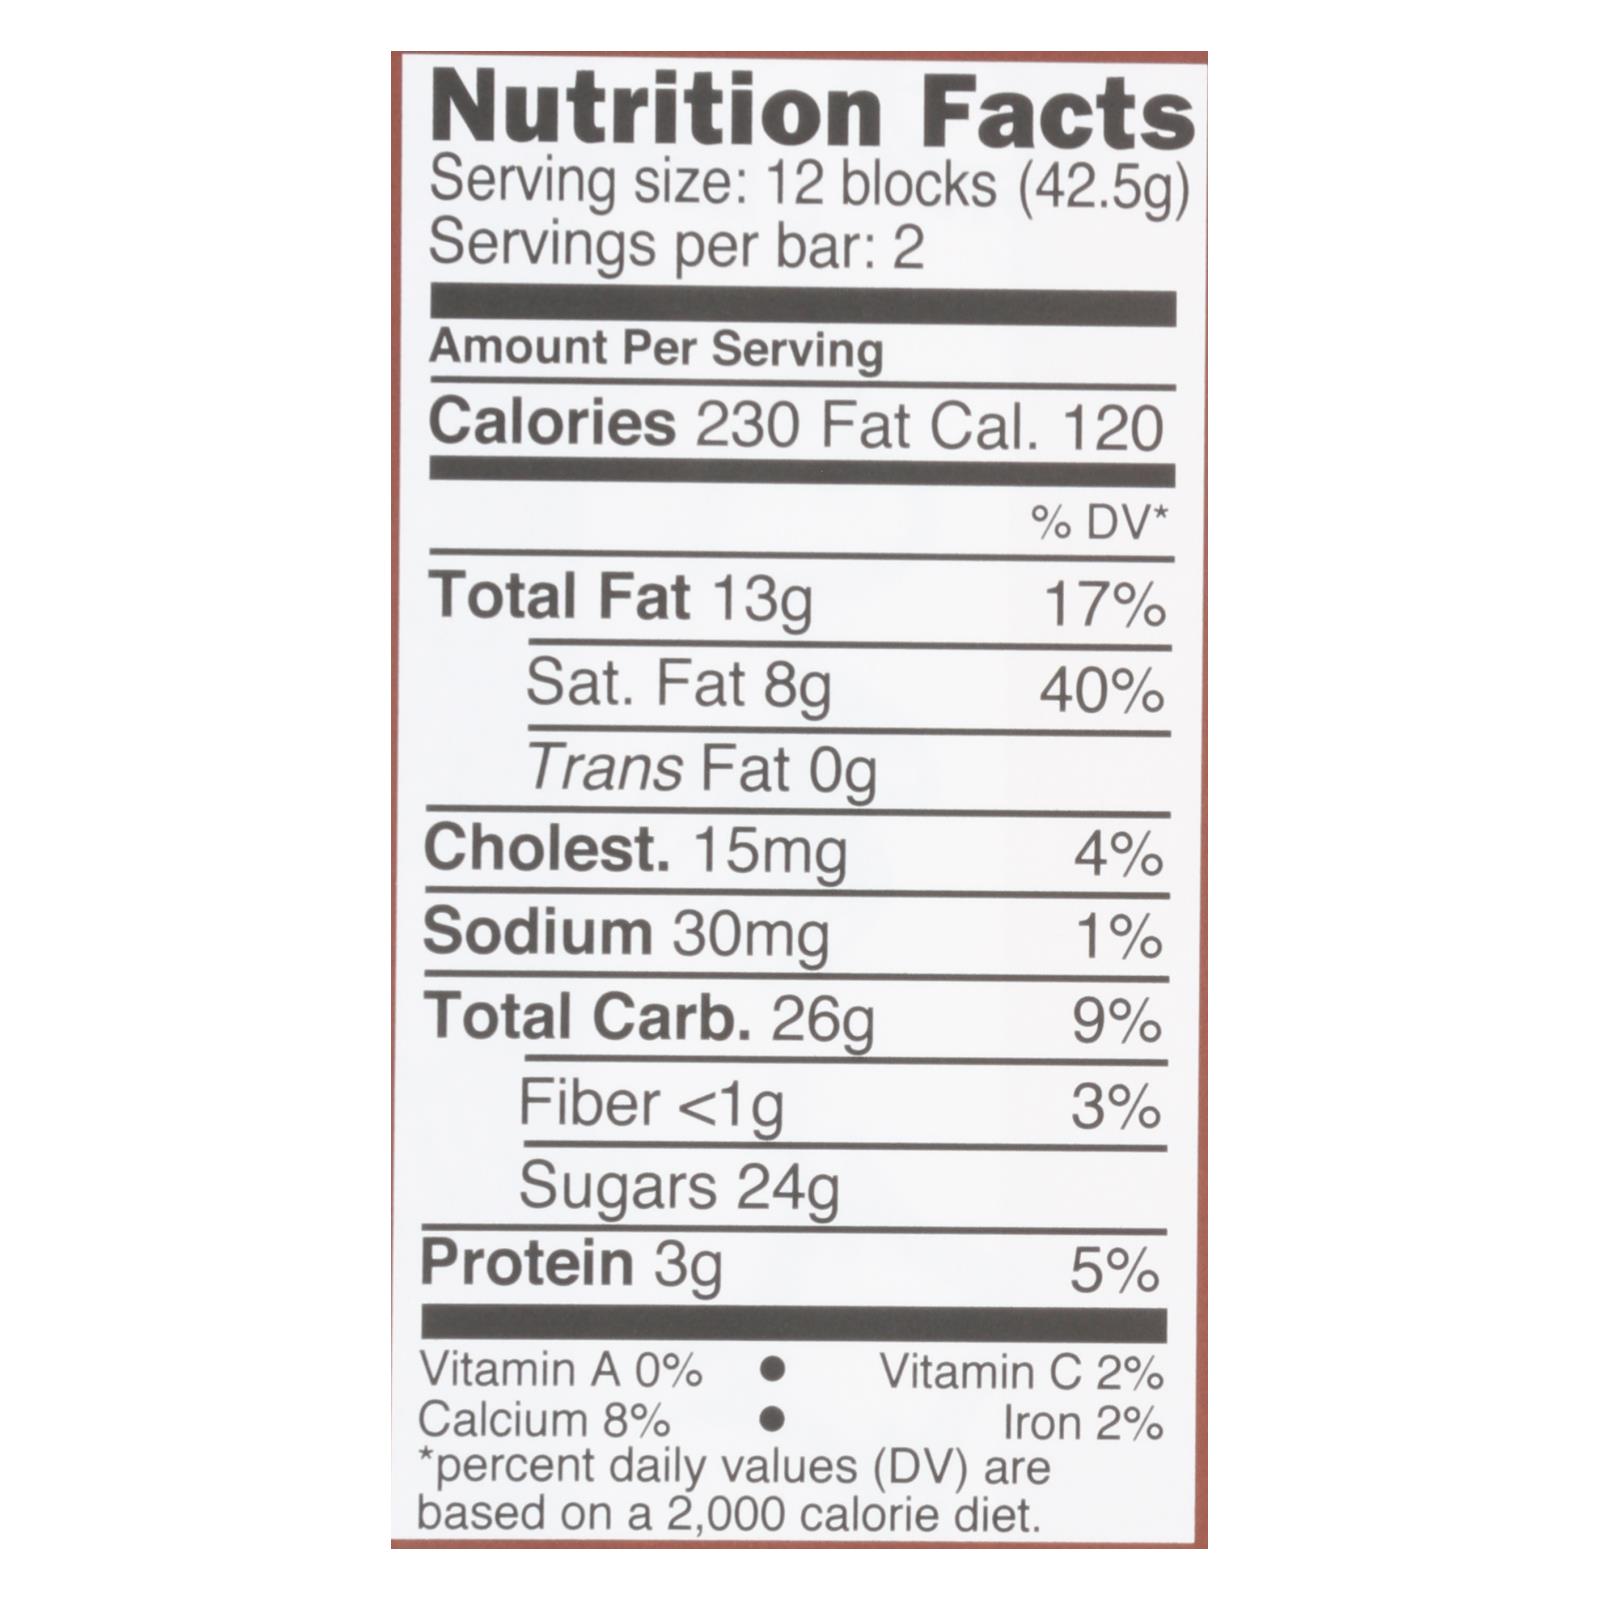 Nutrition Facts
Serving size: 12 blocks (42.5g)
Servings per bar: 2
Amount Per Serving
Calories 230 Fat Cal. 120
% DV*
Total Fat 13g 17%
Sat. Fat 8g 40%
Trans Fat 0g
Cholest. 15mg 4%
Sodium 30mg 1%
Total Carb. 26g 9%
Fiber <1g 3%
Sugars 24g
Protein 3g 5%
Vitamin A 0% ● Vitamin C 2%
Calcium 8% ● Iron 2%
*percent daily values (DV) are
based on a 2,000 calorie diet.